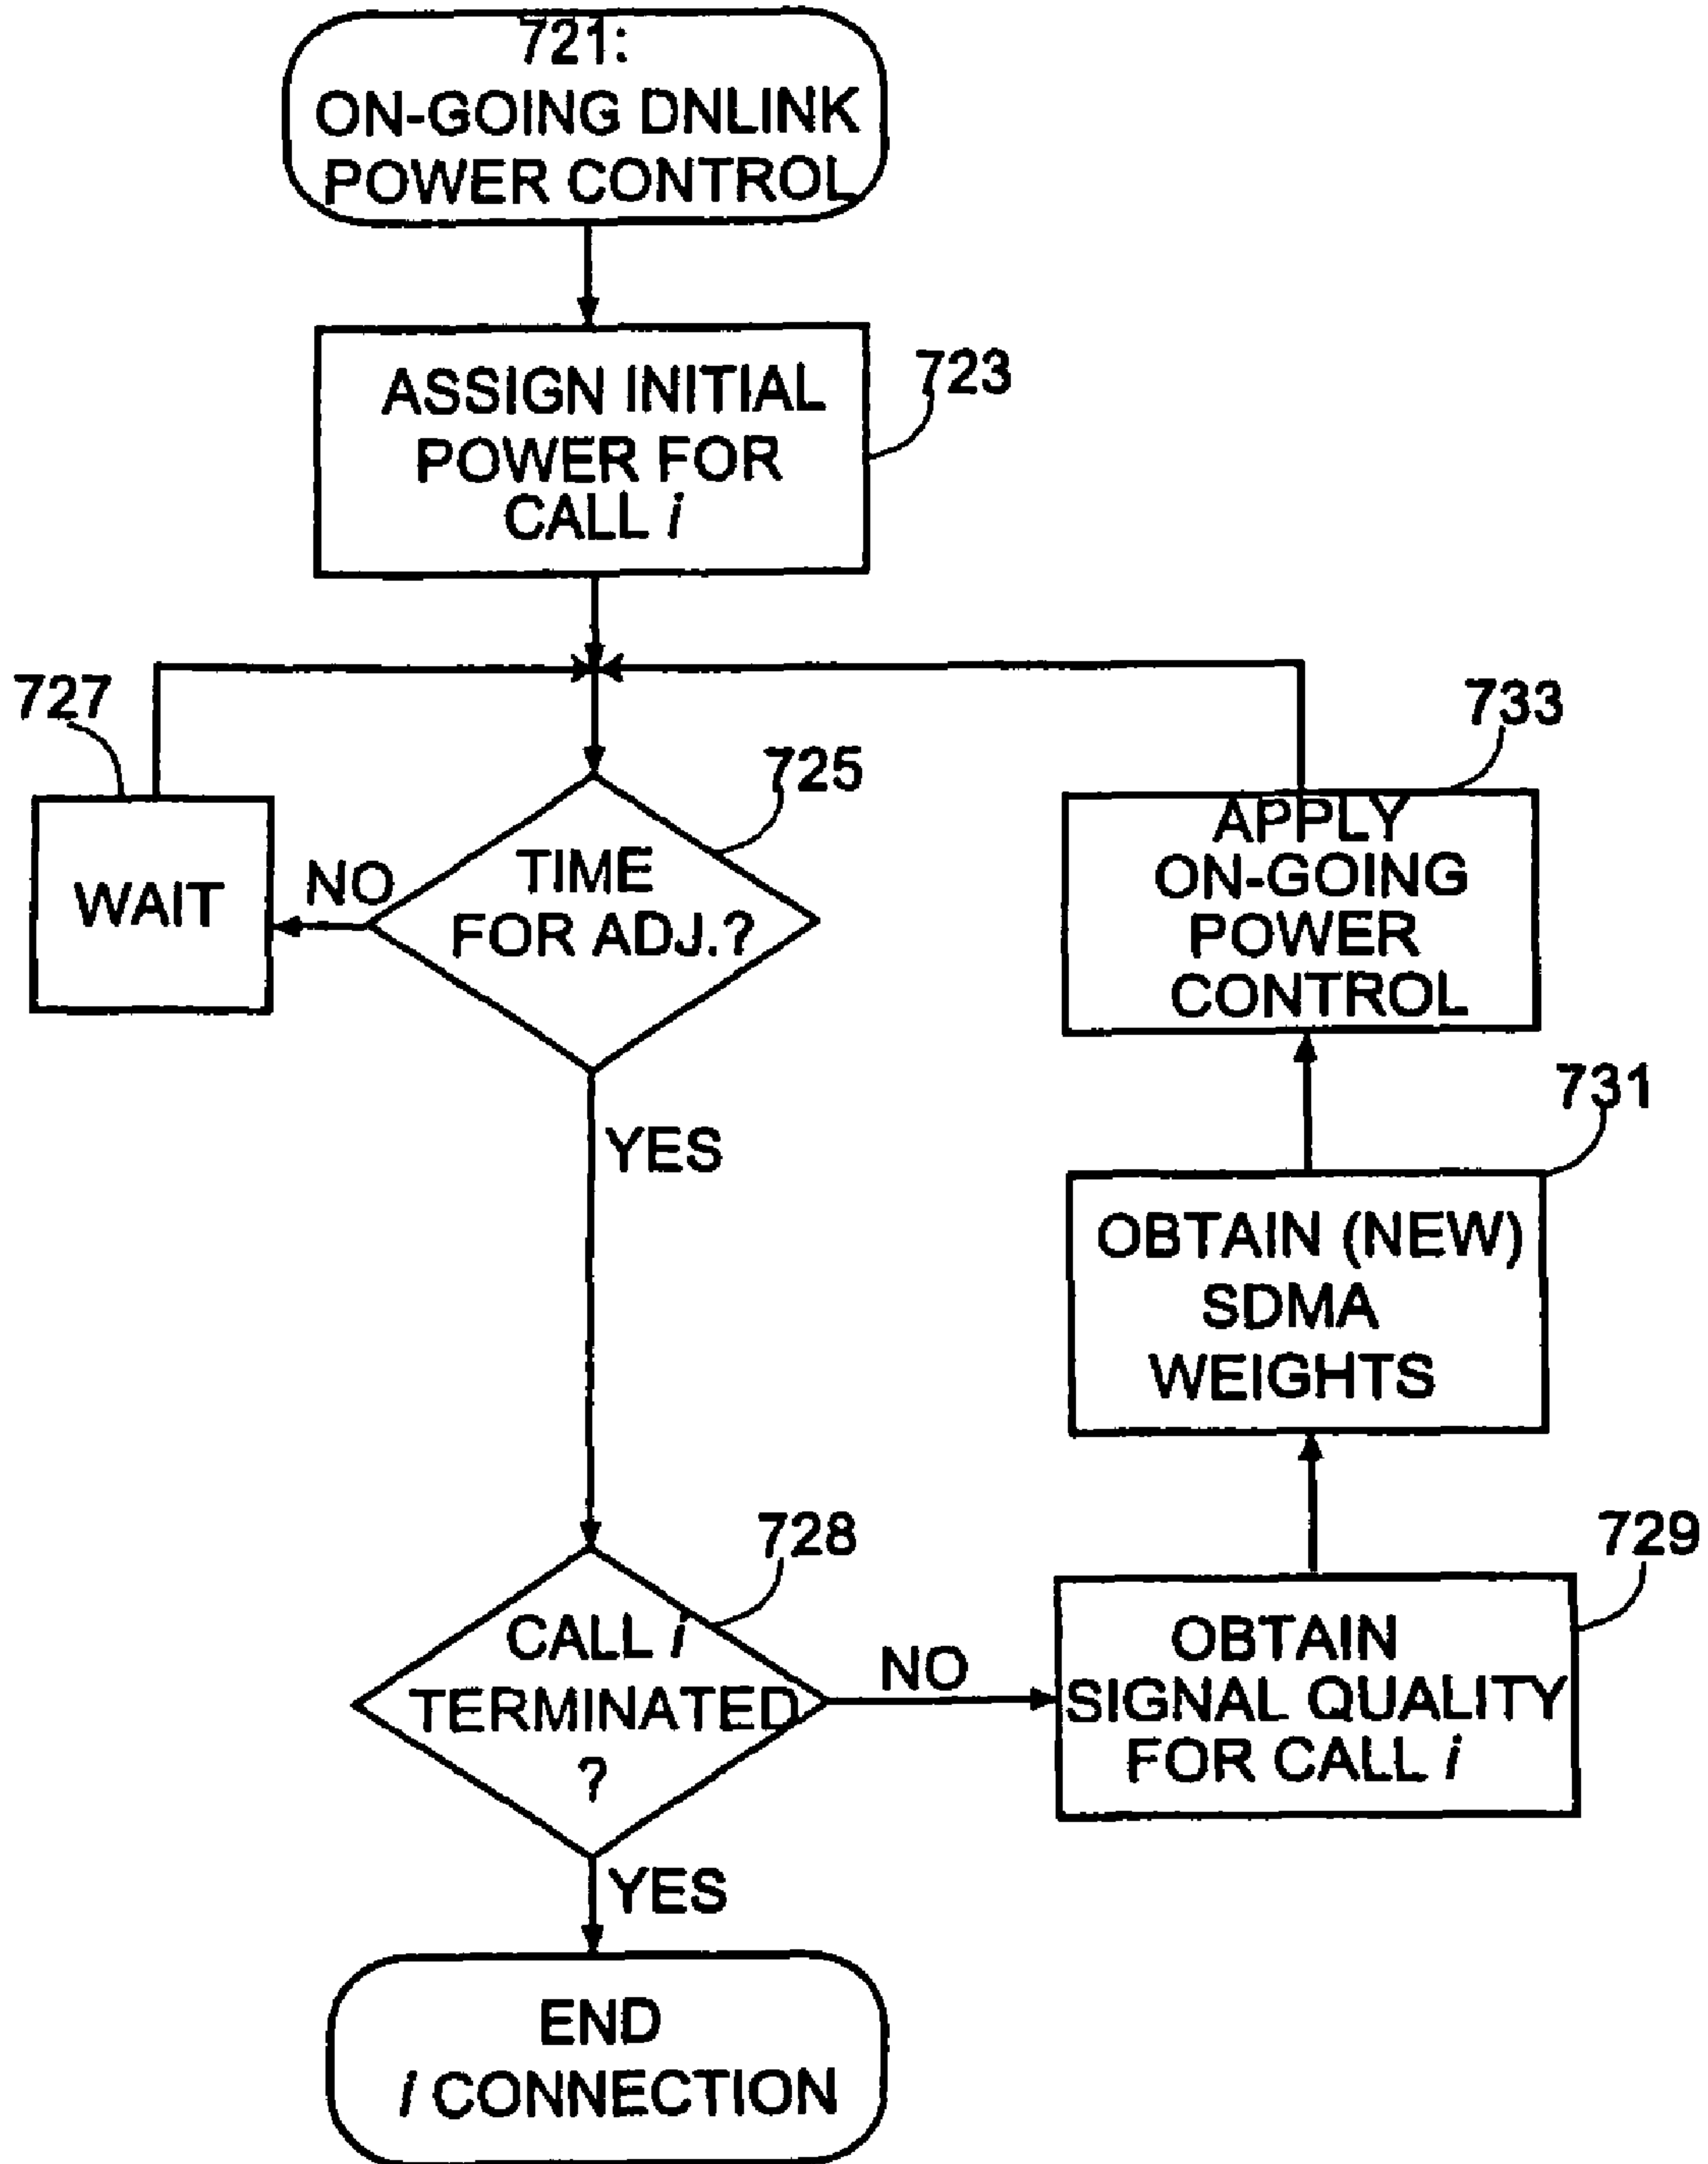 721:
ON-GOING DNLINK
POWER CONTROL
ASSIGN INITIAL
POWER FOR
CALL i
723
727
WAIT
NO
TIME
FOR ADJ.?
725
YES
733
APPLY
ON-GOING
POWER
CONTROL
731
OBTAIN (NEW)
SDMA
WEIGHTS
728
CALL i
TERMINATED
?
NO
729
OBTAIN
SIGNAL QUALITY
FOR CALL i
YES
END
i CONNECTION